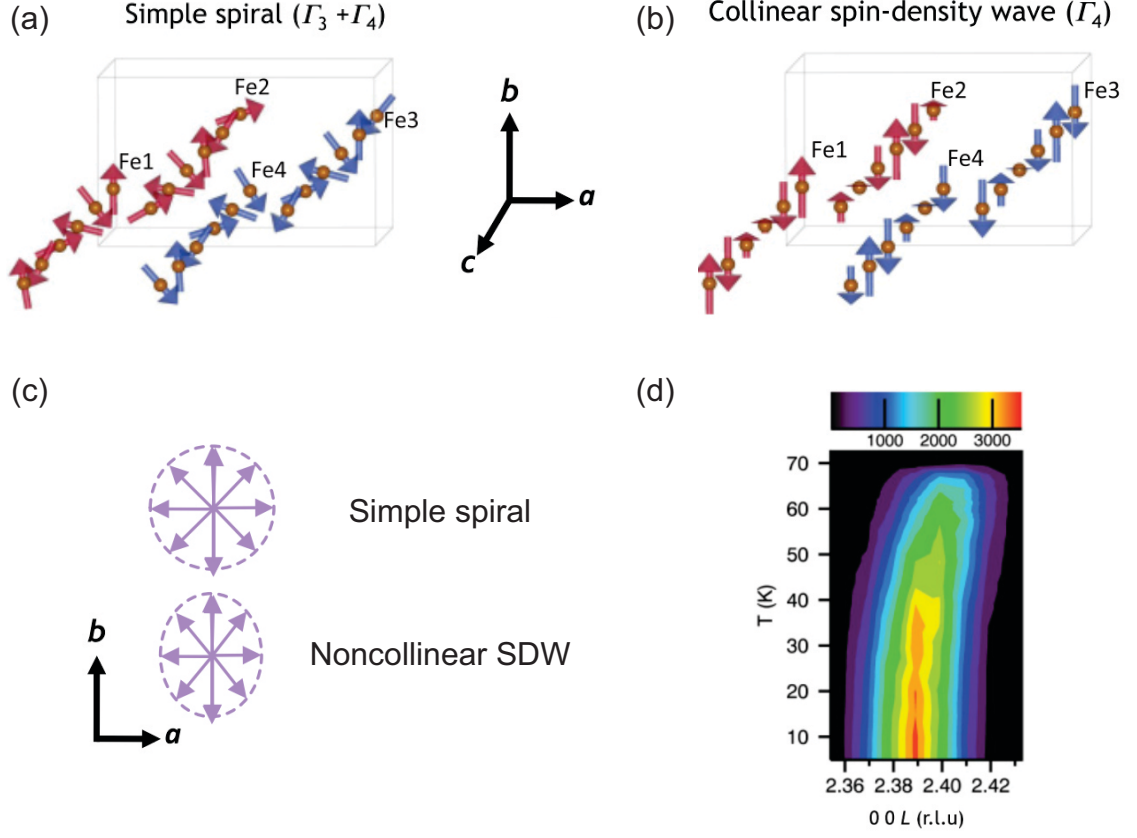 (a)
Simple spiral (Γ3 +Γ4)
Fe2
Fe3
Fe1
Fe4
b
a
c
(b)
Collinear spin-density wave (Γ4)
Fe2
Fe3
Fe1
Fe4
(c)
Simple spiral
Noncollinear SDW
b
a
(d)
1000 2000 3000
70
60
50
40
30
20
10
T (K)
2.36 2.38 2.40 2.42
0 0 L (r.l.u)